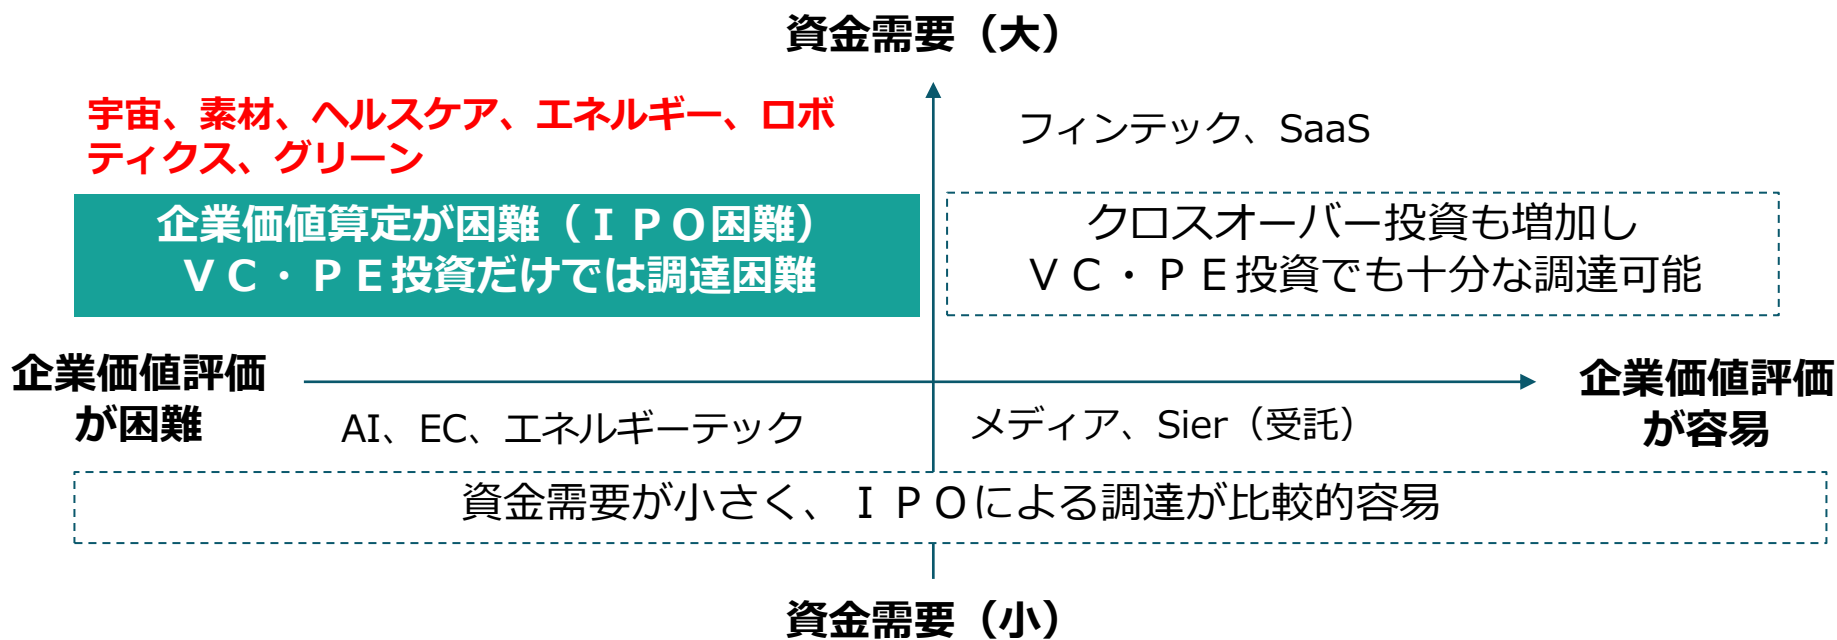 資金需要（大）
宇宙、素材、ヘルスケア、エネルギー、ロボ
ティクス、グリーン
フィンテック、SaaS
企業価値算定が困難（ＩＰＯ困難）
ＶＣ・ＰＥ投資だけでは調達困難
クロスオーバー投資も増加し
ＶＣ・ＰＥ投資でも十分な調達可能
企業価値評価
が困難
企業価値評価
が容易
AI、EC、エネルギーテック
メディア、Sier（受託）
資金需要が小さく、ＩＰＯによる調達が比較的容易
資金需要（小）